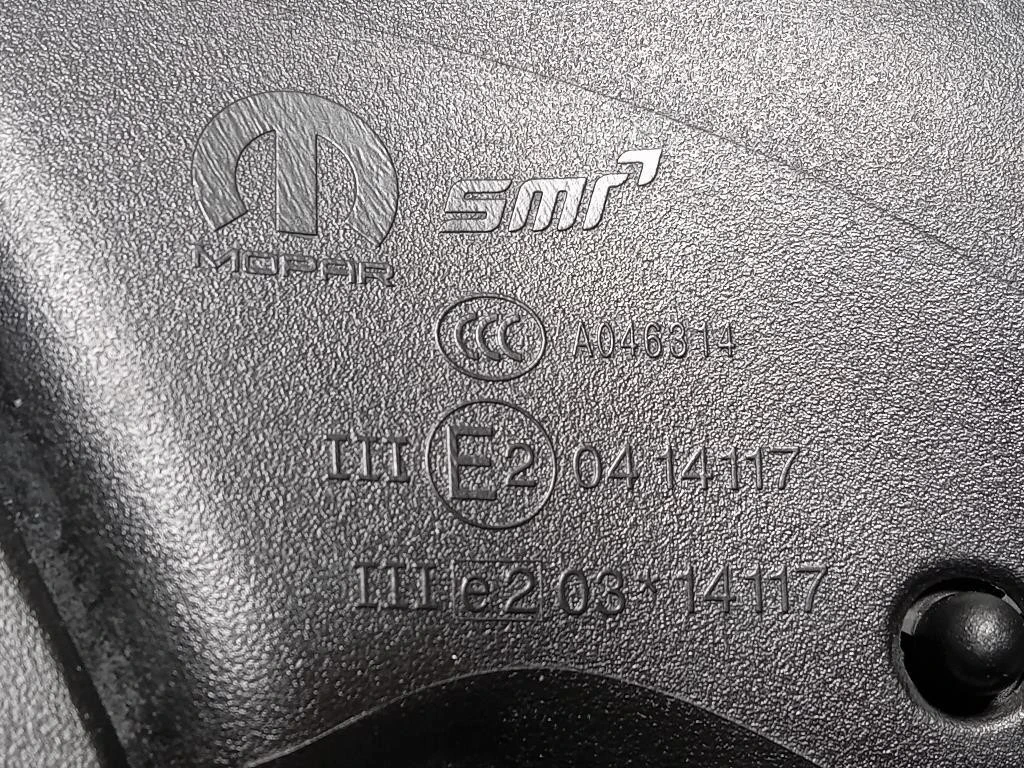 MOPAR smr
CCC A046314
III E2 04 14117
III e2 03*14117